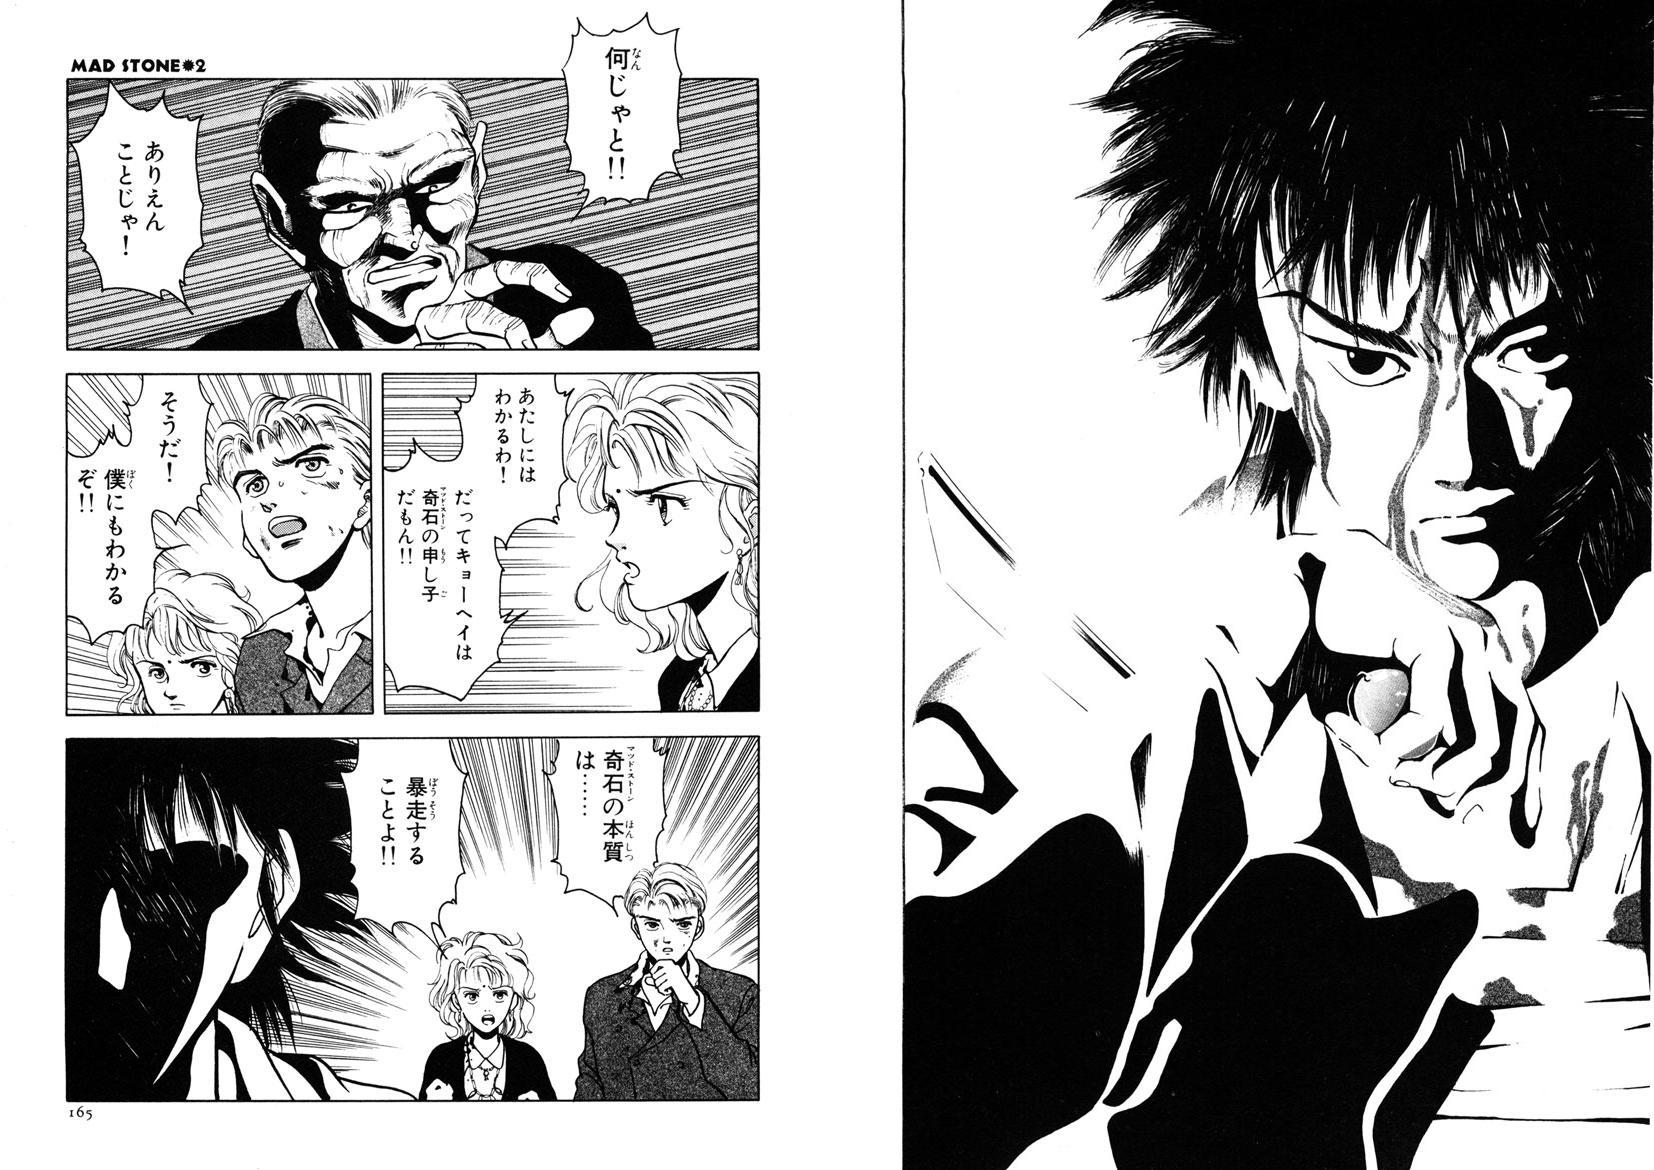 MAD STONE✹2
何じゃと!!
ありえん
ことじゃ!
あたしには
わかるわ!
だってキョーヘイは
奇石の申し子
だもん!!
そうだ!
僕にもわかる
ぞ!!
奇石の本質
は……
暴走する
ことよ!!
165